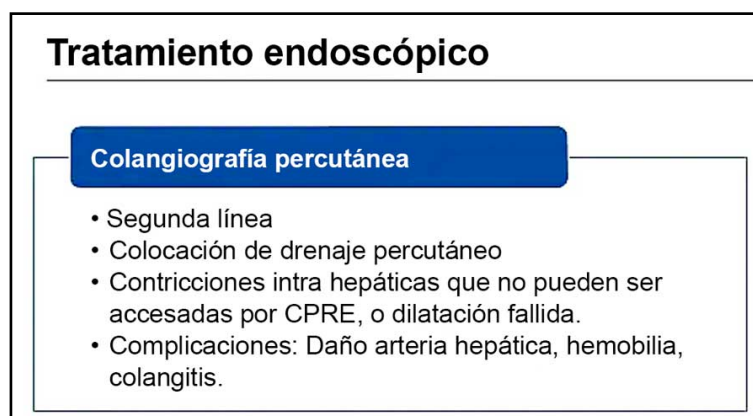 Tratamiento endoscópico
Colangiografía percutánea
• Segunda línea
• Colocación de drenaje percutáneo
• Contricciones intra hepáticas que no pueden ser
accesadas por CPRE, o dilatación fallida.
• Complicaciones: Daño arteria hepática, hemobilia,
colangitis.